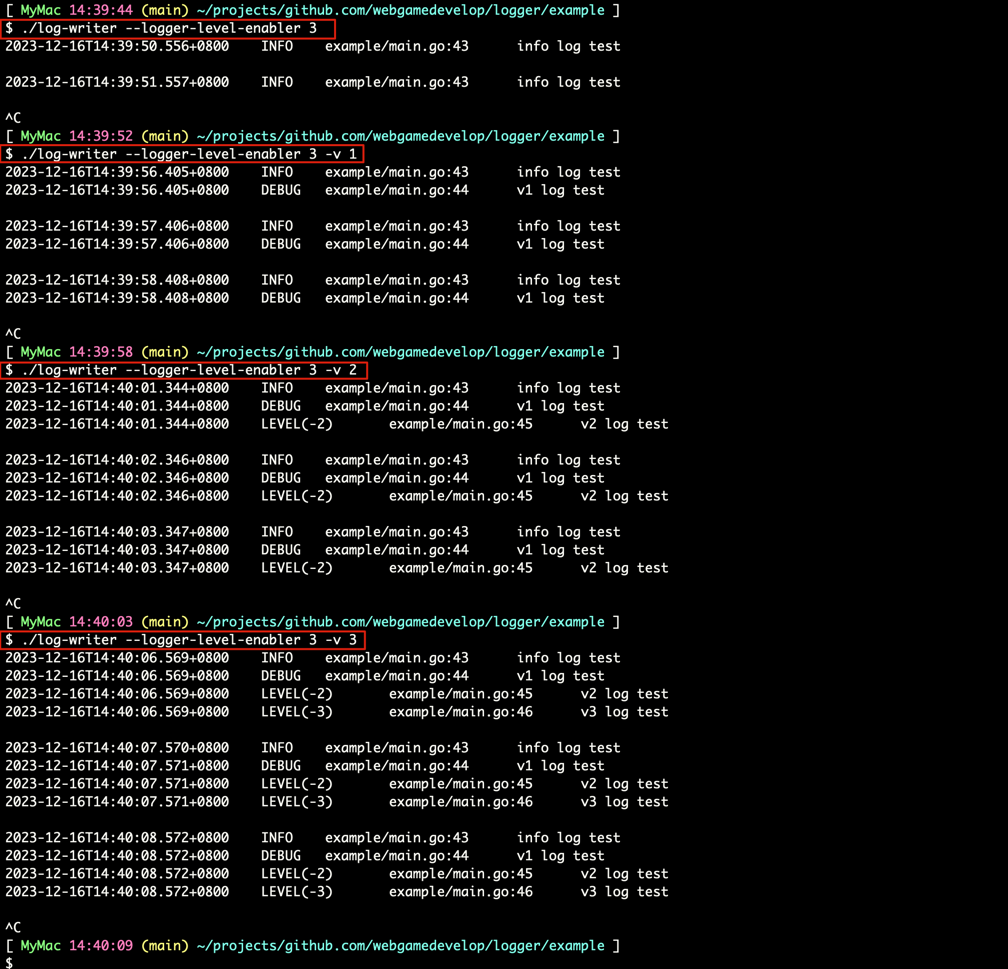 [ MyMac 14:39:44 (main) ~/projects/github.com/webgamedevelop/logger/example ]
$ ./log-writer --logger-level-enabler 3
2023-12-16T14:39:50.556+0800    INFO    example/main.go:43      info log test
2023-12-16T14:39:51.557+0800    INFO    example/main.go:43      info log test
^C
[ MyMac 14:39:52 (main) ~/projects/github.com/webgamedevelop/logger/example ]
$ ./log-writer --logger-level-enabler 3 -v 1
2023-12-16T14:39:56.405+0800    INFO    example/main.go:43      info log test
2023-12-16T14:39:56.405+0800    DEBUG   example/main.go:44      v1 log test
2023-12-16T14:39:57.406+0800    INFO    example/main.go:43      info log test
2023-12-16T14:39:57.406+0800    DEBUG   example/main.go:44      v1 log test
2023-12-16T14:39:58.408+0800    INFO    example/main.go:43      info log test
2023-12-16T14:39:58.408+0800    DEBUG   example/main.go:44      v1 log test
^C
[ MyMac 14:39:58 (main) ~/projects/github.com/webgamedevelop/logger/example ]
$ ./log-writer --logger-level-enabler 3 -v 2
2023-12-16T14:40:01.344+0800    INFO    example/main.go:43      info log test
2023-12-16T14:40:01.344+0800    DEBUG   example/main.go:44      v1 log test
2023-12-16T14:40:01.344+0800    LEVEL(-2)       example/main.go:45      v2 log test
2023-12-16T14:40:02.346+0800    INFO    example/main.go:43      info log test
2023-12-16T14:40:02.346+0800    DEBUG   example/main.go:44      v1 log test
2023-12-16T14:40:02.346+0800    LEVEL(-2)       example/main.go:45      v2 log test
2023-12-16T14:40:03.347+0800    INFO    example/main.go:43      info log test
2023-12-16T14:40:03.347+0800    DEBUG   example/main.go:44      v1 log test
2023-12-16T14:40:03.347+0800    LEVEL(-2)       example/main.go:45      v2 log test
^C
[ MyMac 14:40:03 (main) ~/projects/github.com/webgamedevelop/logger/example ]
$ ./log-writer --logger-level-enabler 3 -v 3
2023-12-16T14:40:06.569+0800    INFO    example/main.go:43      info log test
2023-12-16T14:40:06.569+0800    DEBUG   example/main.go:44      v1 log test
2023-12-16T14:40:06.569+0800    LEVEL(-2)       example/main.go:45      v2 log test
2023-12-16T14:40:06.569+0800    LEVEL(-3)       example/main.go:46      v3 log test
2023-12-16T14:40:07.570+0800    INFO    example/main.go:43      info log test
2023-12-16T14:40:07.571+0800    DEBUG   example/main.go:44      v1 log test
2023-12-16T14:40:07.571+0800    LEVEL(-2)       example/main.go:45      v2 log test
2023-12-16T14:40:07.571+0800    LEVEL(-3)       example/main.go:46      v3 log test
2023-12-16T14:40:08.572+0800    INFO    example/main.go:43      info log test
2023-12-16T14:40:08.572+0800    DEBUG   example/main.go:44      v1 log test
2023-12-16T14:40:08.572+0800    LEVEL(-2)       example/main.go:45      v2 log test
2023-12-16T14:40:08.572+0800    LEVEL(-3)       example/main.go:46      v3 log test
^C
[ MyMac 14:40:09 (main) ~/projects/github.com/webgamedevelop/logger/example ]
$